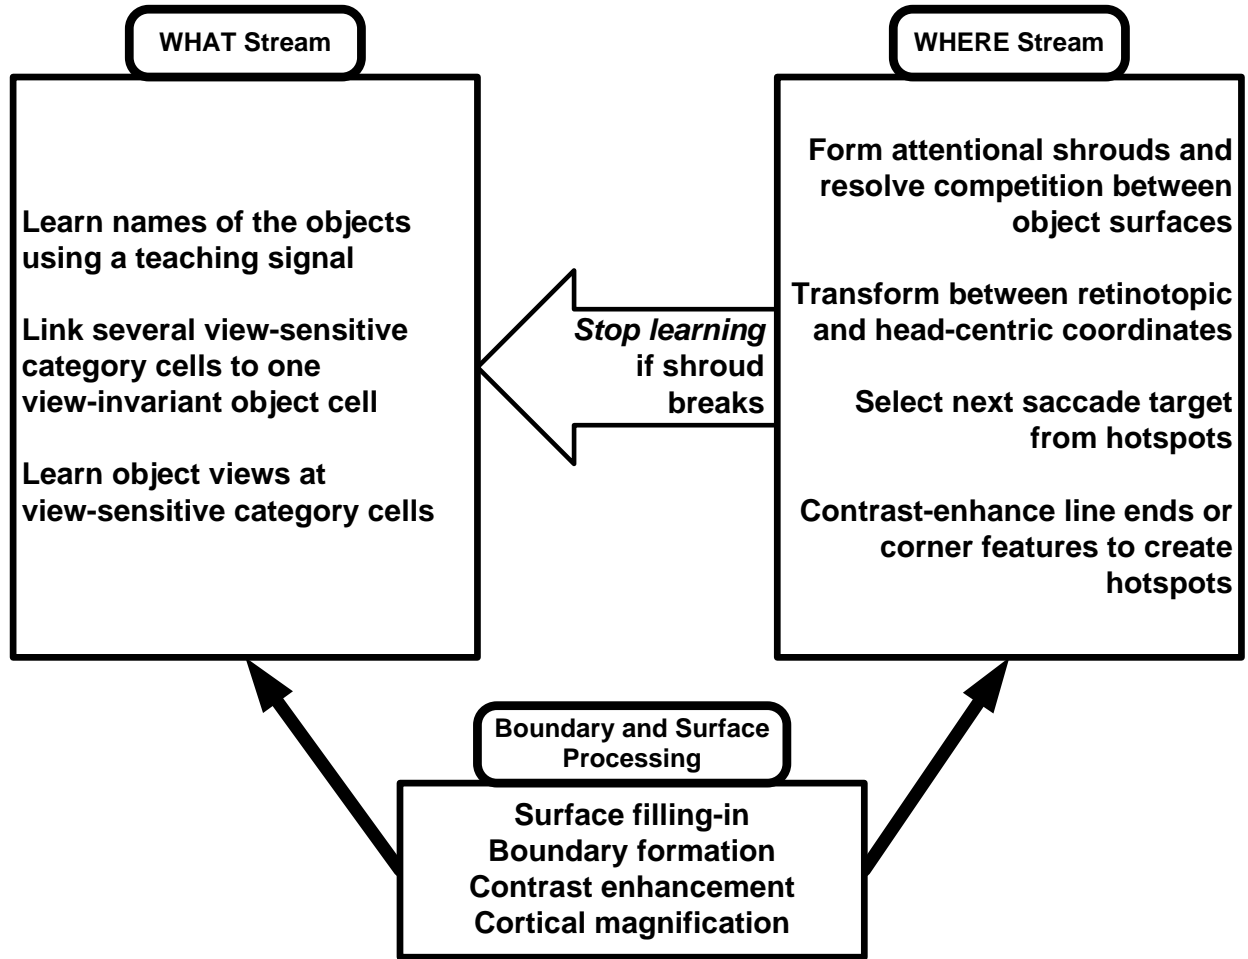 WHAT Stream
Learn names of the objects
using a teaching signal
Link several view-sensitive
category cells to one
view-invariant object cell
Learn object views at
view-sensitive category cells
Stop learning
if shroud
breaks
WHERE Stream
Form attentional shrouds and
resolve competition between
object surfaces
Transform between retinotopic
and head-centric coordinates
Select next saccade target
from hotspots
Contrast-enhance line ends or
corner features to create
hotspots
Boundary and Surface
Processing
Surface filling-in
Boundary formation
Contrast enhancement
Cortical magnification